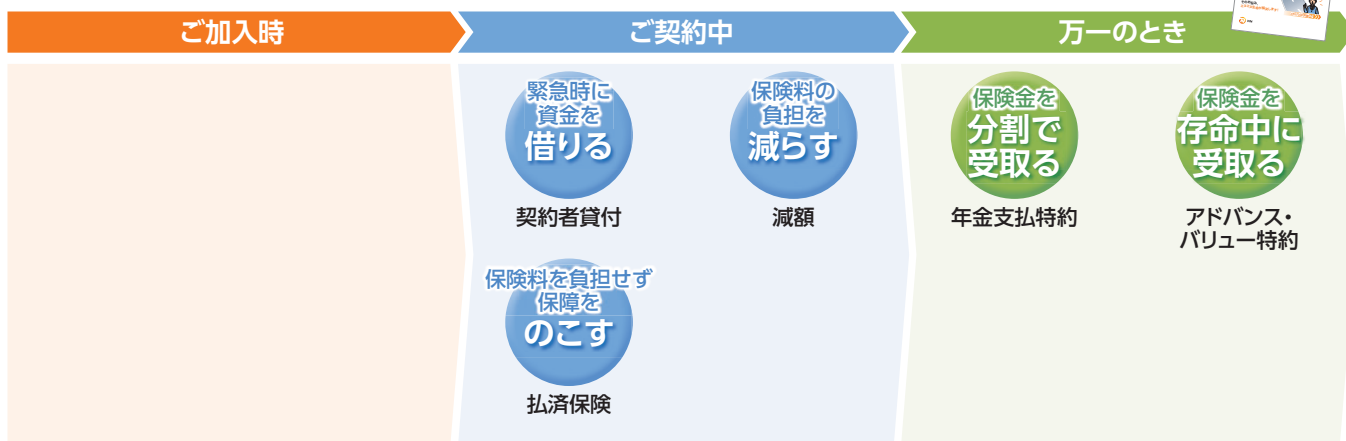 ご加入時
ご契約中
万一のとき
緊急時に
資金を
借りる
契約者貸付
保険料の
負担を
減らす
減額
保険料を負担せず
保障を
のこす
払済保険
保険金を
分割で
受取る
年金支払特約
保険金を
存命中に
受取る
アドバンス・
バリュー特約